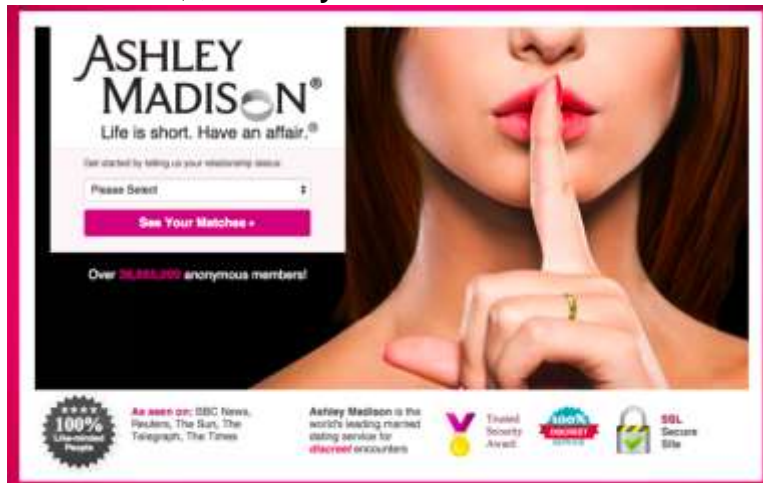 ASHLEY
MADISON®
Life is short. Have an affair.®
Get started by telling us your relationship status:
Please Select
See Your Matches »
Over anonymous members!
★★★★
100%
Like-minded
People
As seen on: BBC News,
Reuters, The Sun, The
Telegraph, The Times
Ashley Madison is the
world's leading married
dating service for
discreet encounters
Trusted
Security
Award
100%
DISCREET
SERVICE
SSL
Secure
Site